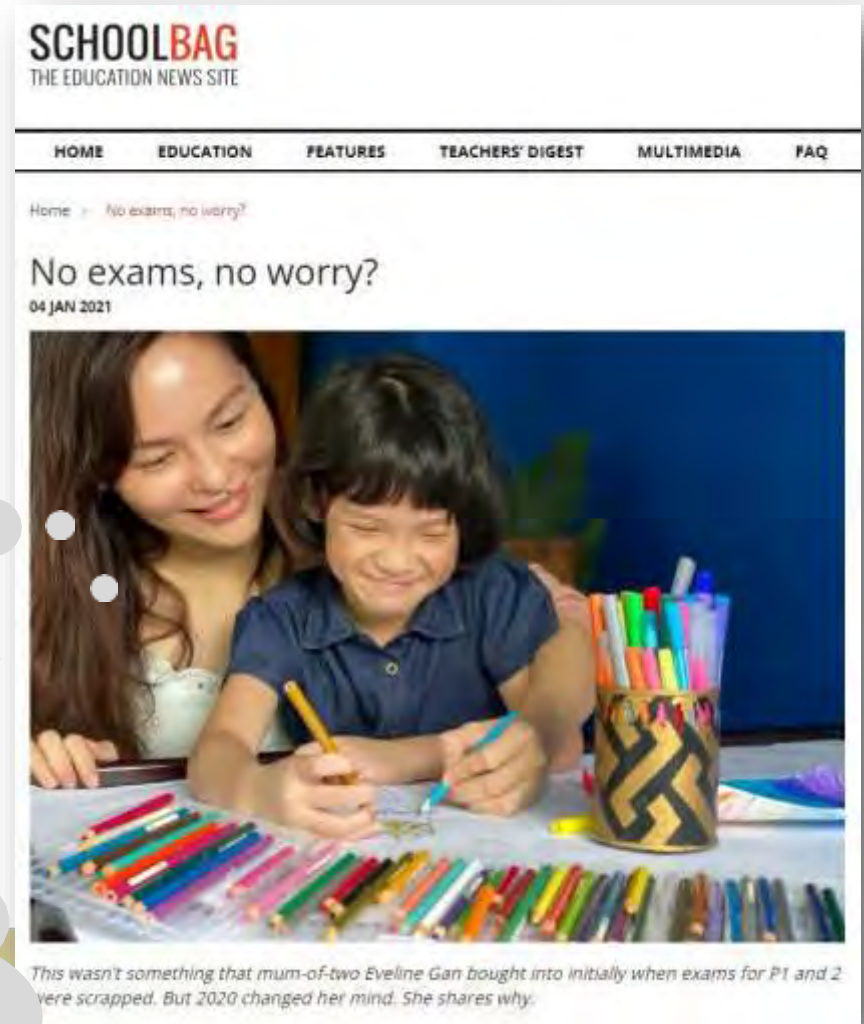 SCHOOLBAG
THE EDUCATION NEWS SITE
HOME EDUCATION FEATURES TEACHERS' DIGEST MULTIMEDIA FAQ
Home > No exams, no worry?
No exams, no worry?
04 JAN 2021
This wasn't something that mum-of-two Eveline Gan bought into initially when exams for P1 and 2
were scrapped. But 2020 changed her mind. She shares why.